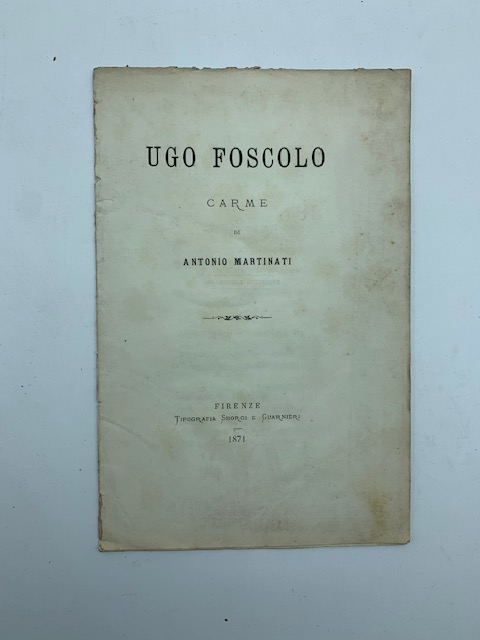 UGO FOSCOLO
CARME
DI
ANTONIO MARTINATI
FIRENZE
Tipografia Sborgi e Guarnieri
1871